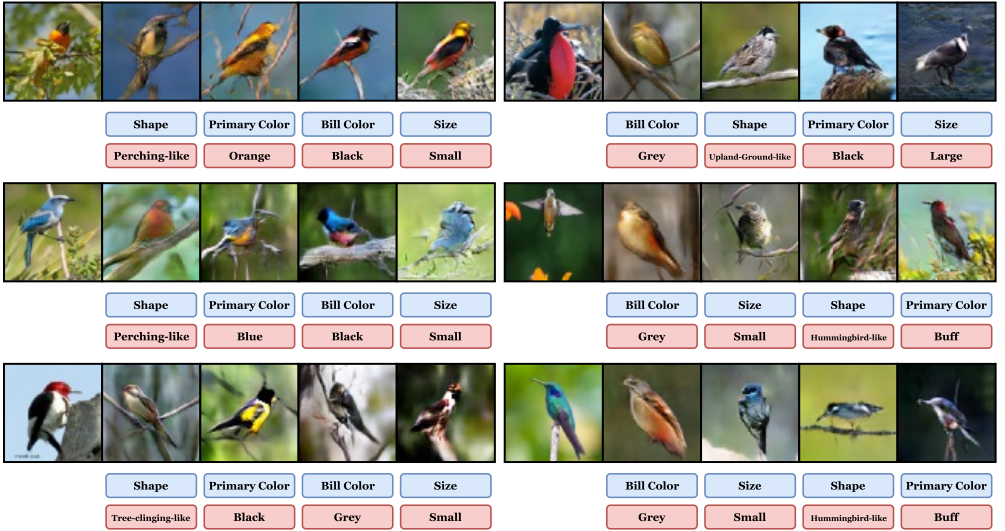 Shape Primary Color Bill Color Size
Perching-like Orange Black Small
Bill Color Shape Primary Color Size
Grey Upland-Ground-like Black Large
Shape Primary Color Bill Color Size
Perching-like Blue Black Small
Bill Color Size Shape Primary Color
Grey Small Hummingbird-like Buff
Shape Primary Color Bill Color Size
Tree-clinging-like Black Grey Small
Bill Color Size Shape Primary Color
Grey Small Hummingbird-like Buff